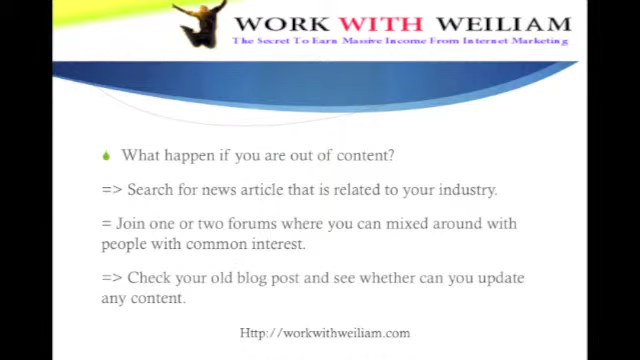 WORK WITH WEILIAM
The Secret To Earn Massive Income From Internet Marketing
What happen if you are out of content?
=> Search for news article that is related to your industry.
= Join one or two forums where you can mixed around with
people with common interest.
=> Check your old blog post and see whether can you update
any content.
Http://workwithweiliam.com